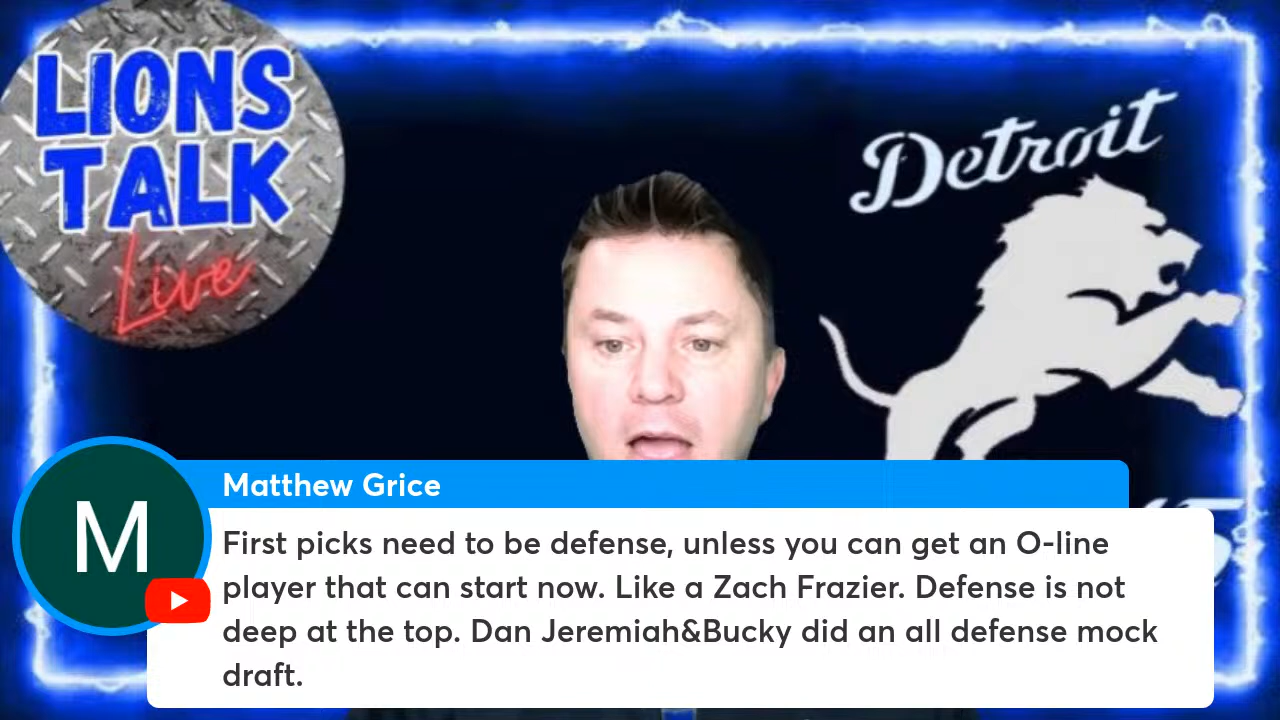 LIONS
TALK
Live
Detroit
M
Matthew Grice
First picks need to be defense, unless you can get an O-line
player that can start now. Like a Zach Frazier. Defense is not
deep at the top. Dan Jeremiah&Bucky did an all defense mock
draft.